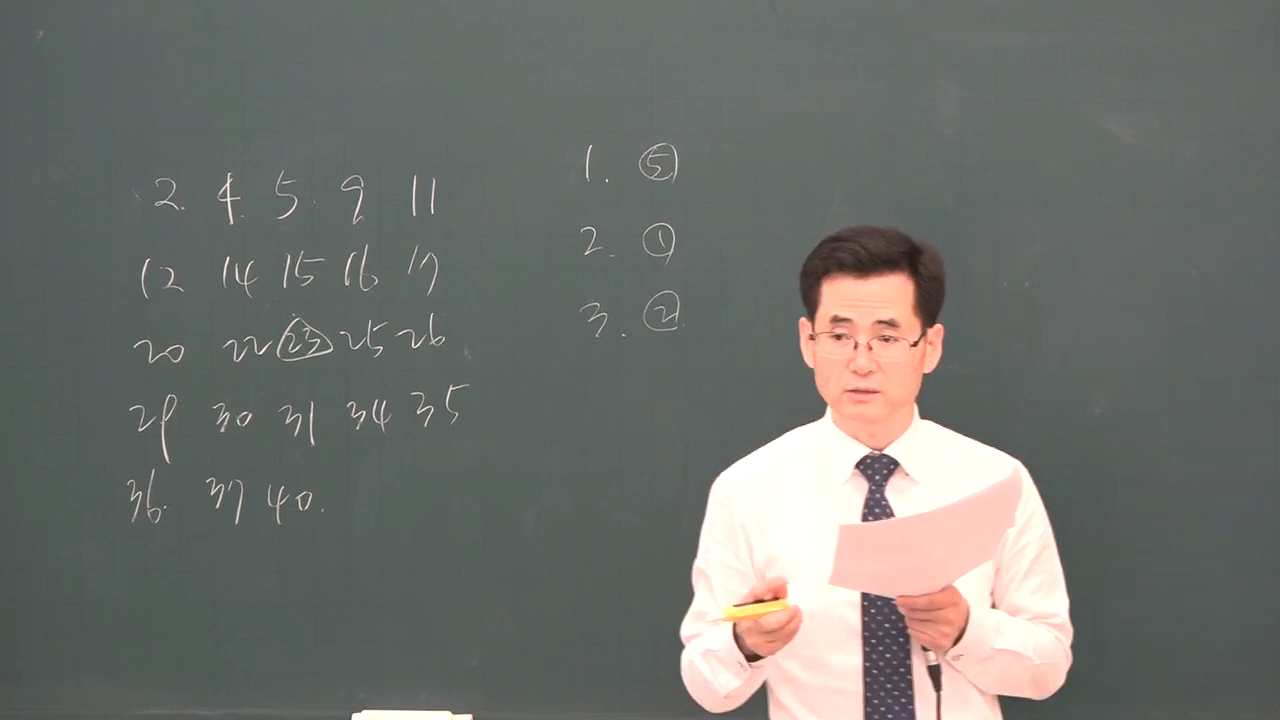 2. 4. 5. 9. 11
12 14 15 16 17
20 22 23 25 26
29 30 31 34 35
36. 37 40.
1. ⑤
2. ①
3. ②